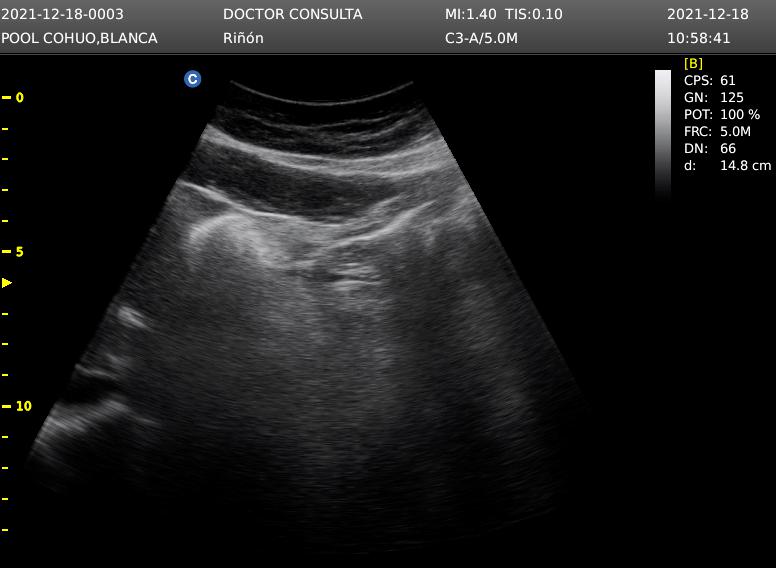 2021-12-18-0003 DOCTOR CONSULTA MI:1.40 TIS:0.10 2021-12-18
POOL COHUO,BLANCA Riñón C3-A/5.0M 10:58:41
[B]
C
CPS: 61
0
GN: 125
POT: 100 %
FRC: 5.0M
DN: 66
d: 14.8 cm
5
10